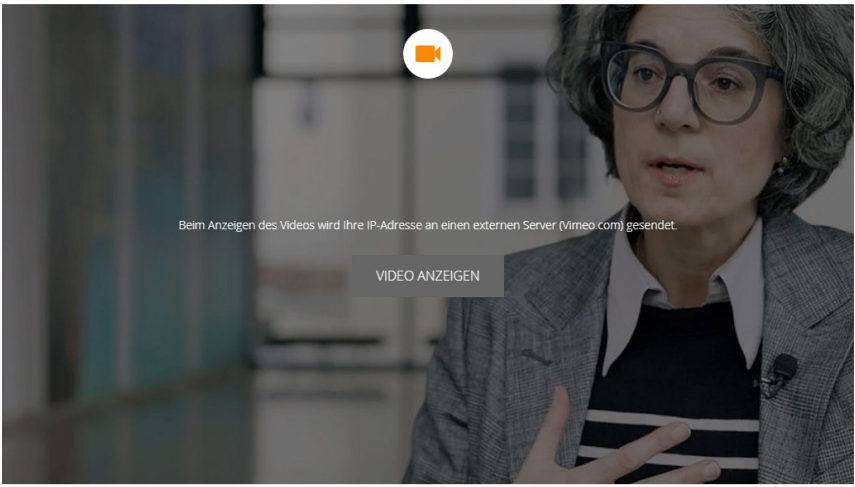 Beim Anzeigen des Videos wird Ihre IP-Adresse an einen externen Server (Vimeo.com) gesendet.
VIDEO ANZEIGEN